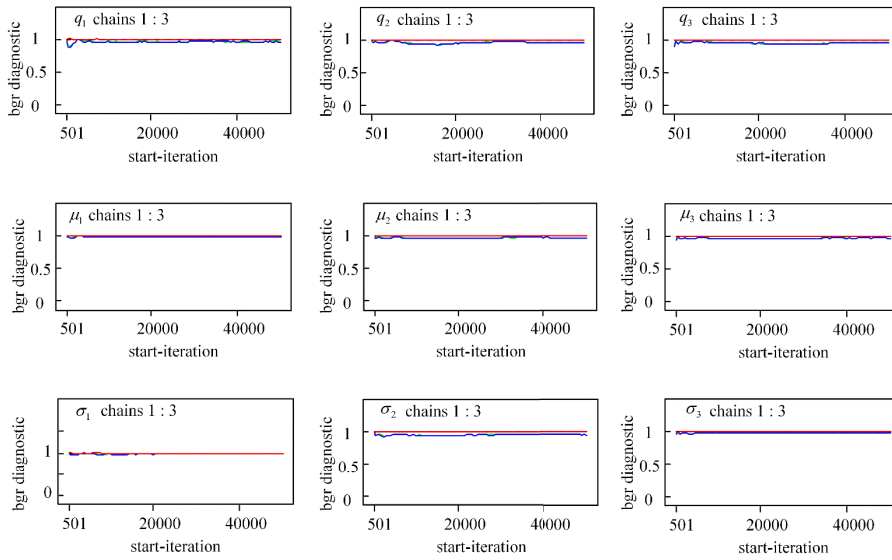 q1 chains 1 : 3
bgr diagnostic
1
0.5
0
501 20000 40000
start-iteration
q2 chains 1 : 3
bgr diagnostic
1
0.5
0
501 20000 40000
start-iteration
q3 chains 1 : 3
bgr diagnostic
1
0.5
0
501 20000 40000
start-iteration
μ1 chains 1 : 3
bgr diagnostic
1
0.5
0
501 20000 40000
start-iteration
μ2 chains 1 : 3
bgr diagnostic
1
0.5
0
501 20000 40000
start-iteration
μ3 chains 1 : 3
bgr diagnostic
1
0.5
0
501 20000 40000
start-iteration
σ1 chains 1 : 3
bgr diagnostic
1
0
501 20000 40000
start-iteration
σ2 chains 1 : 3
bgr diagnostic
1
0.5
0
501 20000 40000
start-iteration
σ3 chains 1 : 3
bgr diagnostic
1
0.5
0
501 20000 40000
start-iteration